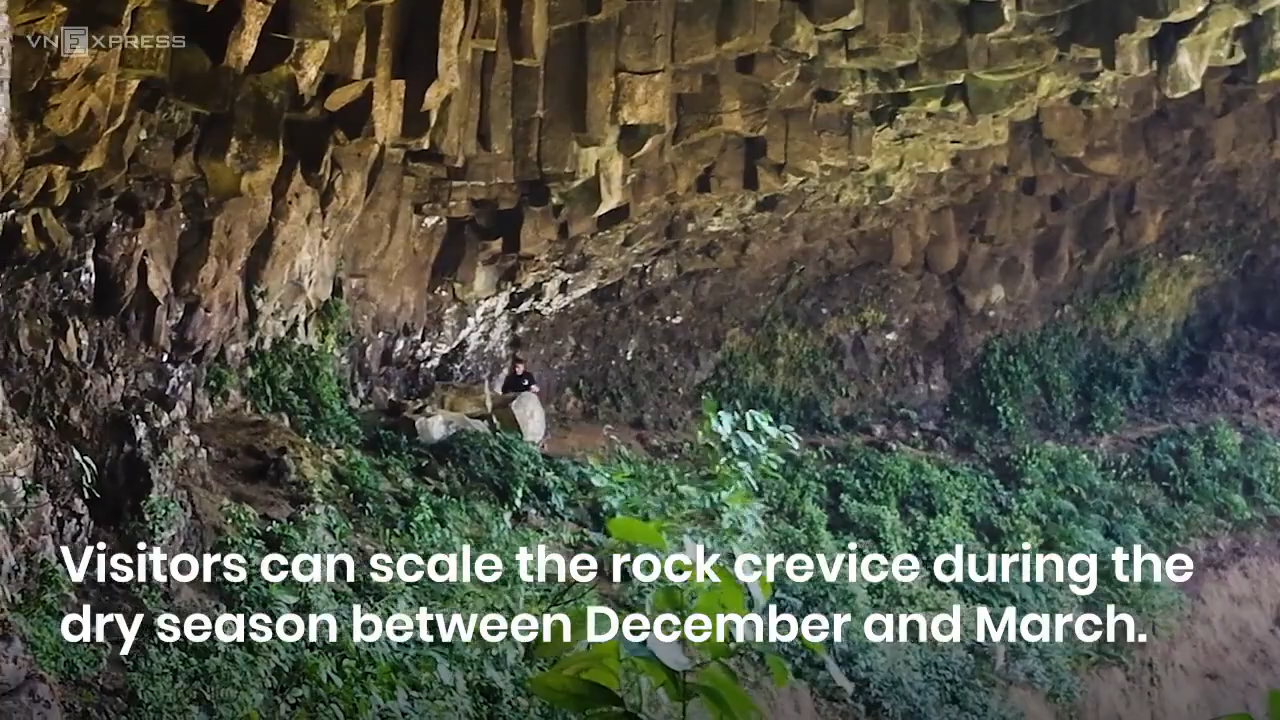 VNEXPRESS
Visitors can scale the rock crevice during the
dry season between December and March.